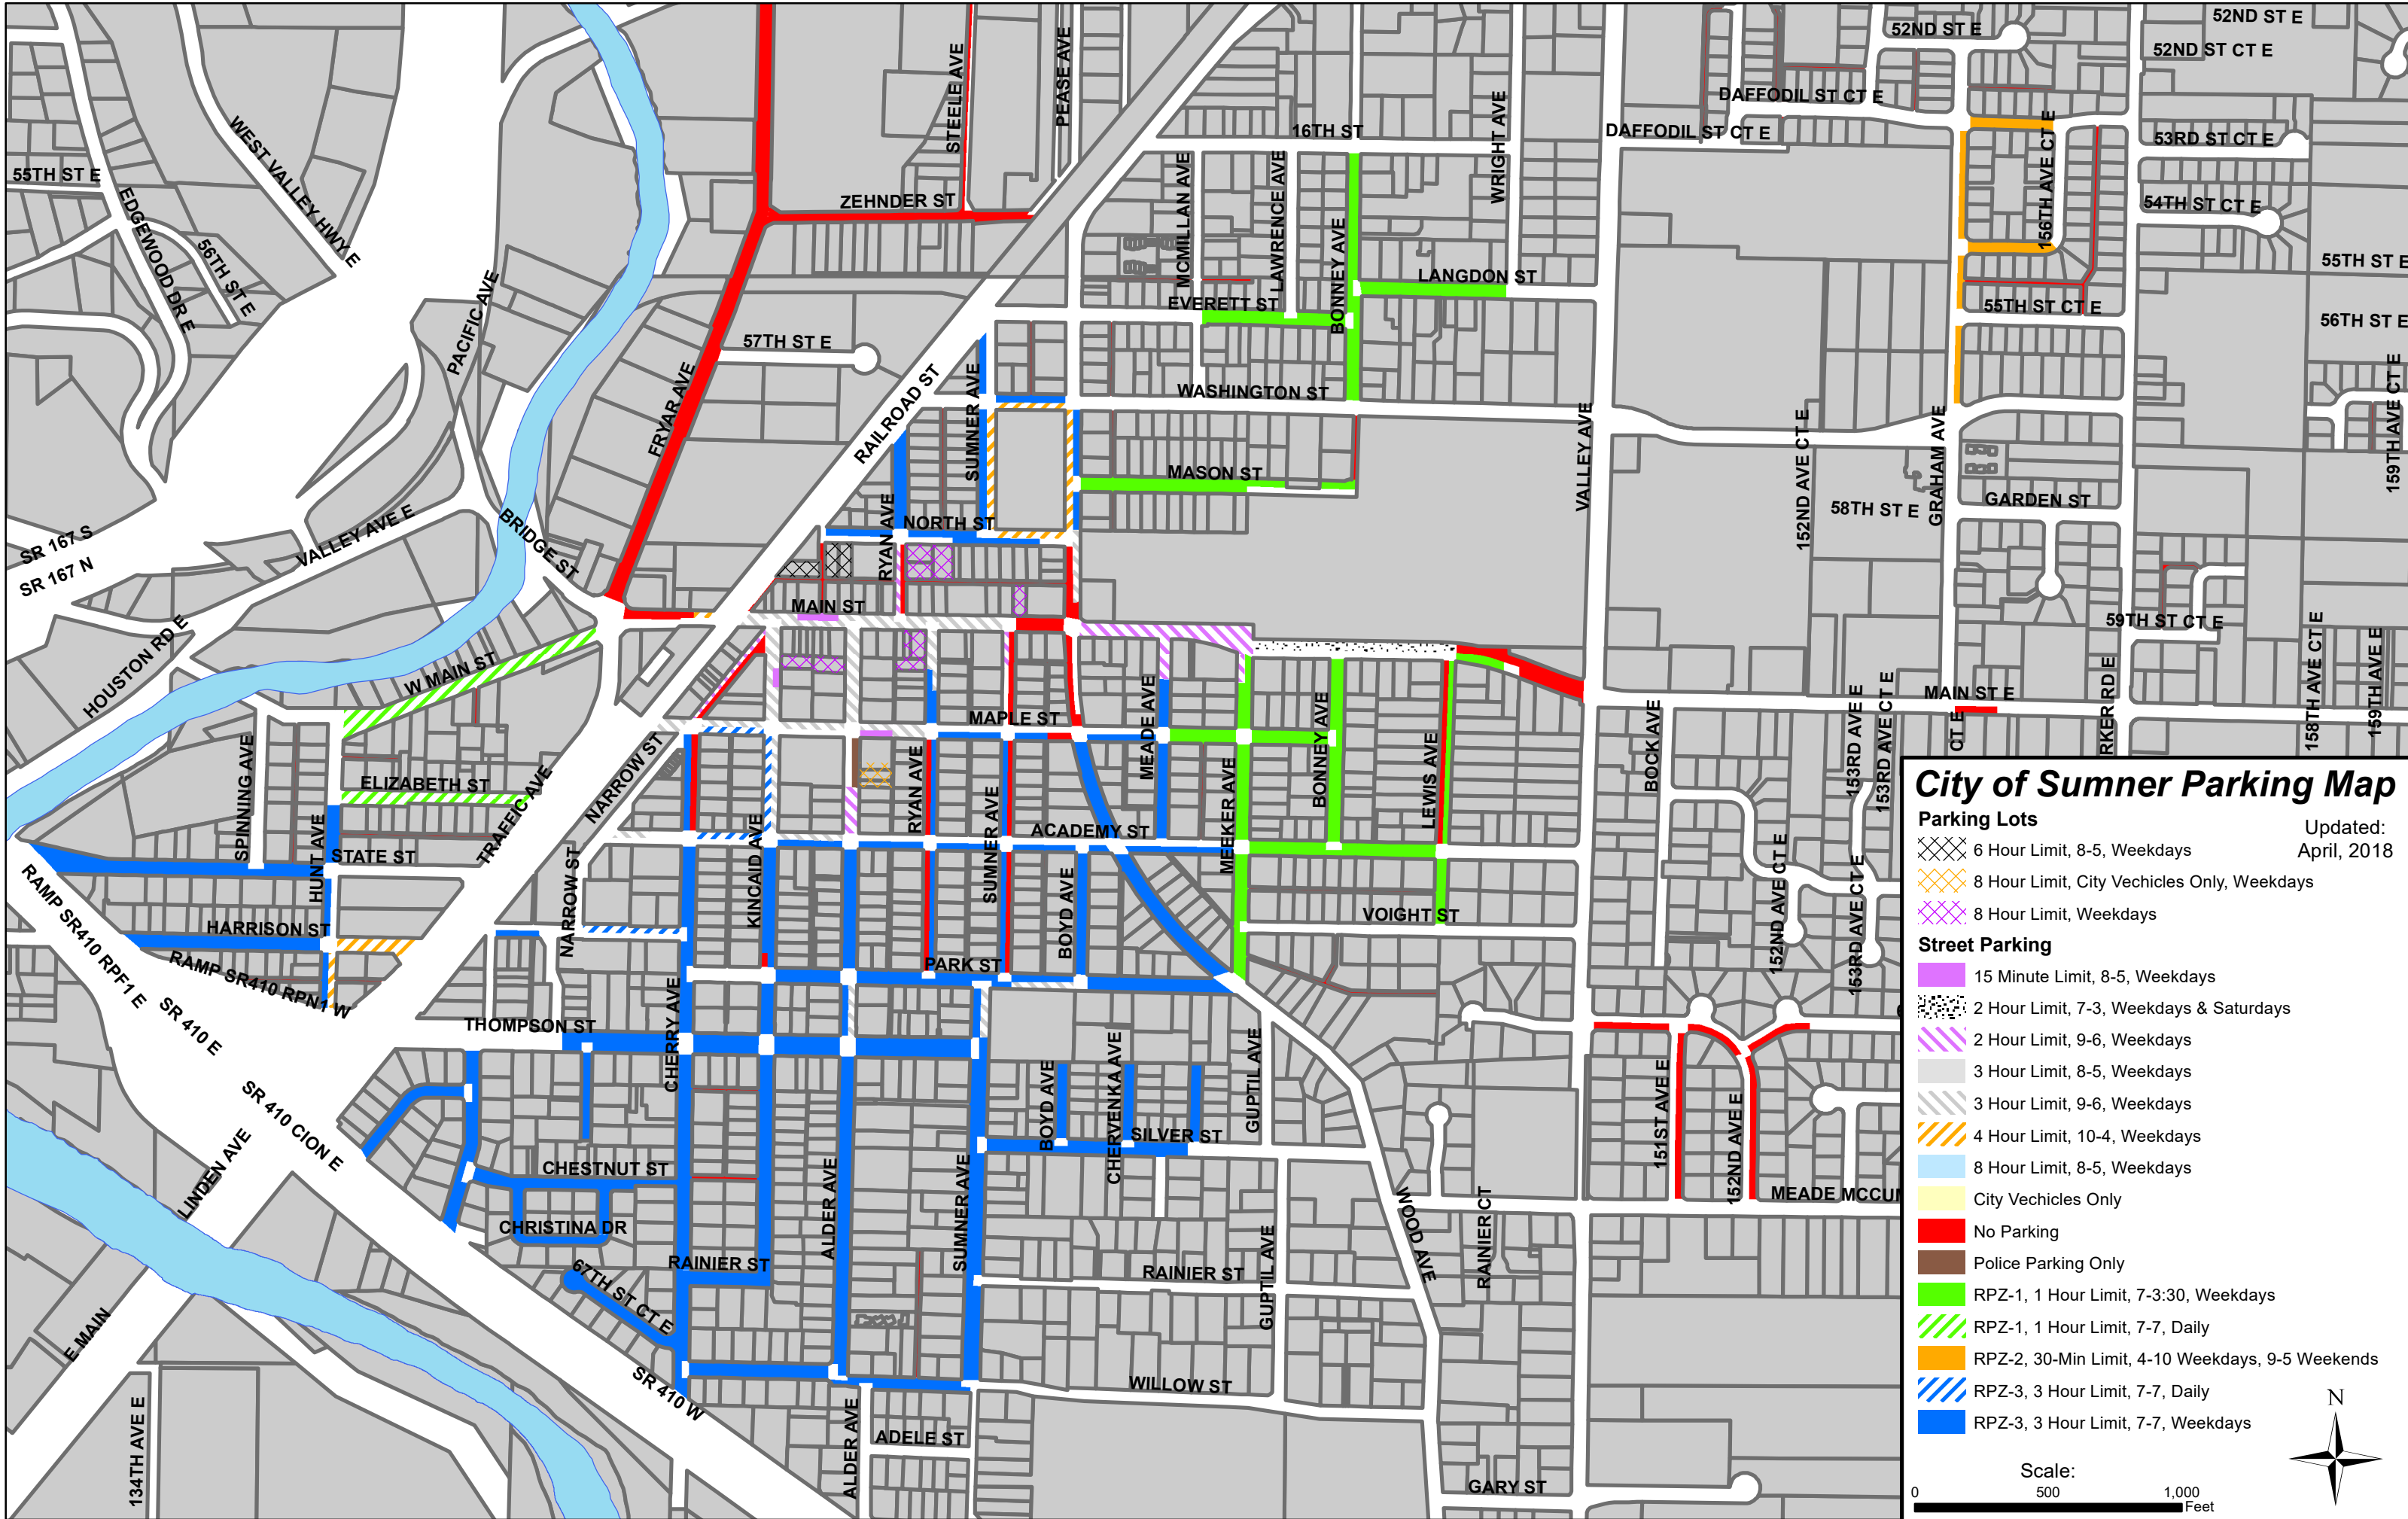 52ND ST E
52ND ST E
52ND ST CT E
STEELE AVE
PEASE AVE
WRIGHT AVE
DAFFODIL ST CT E
DAFFODIL ST CT E
16TH ST
53RD ST CT E
156TH AVE CT E
WEST VALLEY HWY E
55TH ST E
EDGEWOOD DR E
56TH ST E
ZEHNDER ST
MCMILLAN AVE
LAWRENCE AVE
BONNEY AVE
54TH ST CT E
55TH ST E
LANGDON ST
EVERETT ST
55TH ST CT E
56TH ST E
PACIFIC AVE
57TH ST E
FRYAR AVE
RAILROAD ST
SUMNER AVE
WASHINGTON ST
159TH AVE CT E
VALLEY AVE
152ND AVE CT E
GRAHAM AVE
MASON ST
58TH ST E
GARDEN ST
RYAN AVE
NORTH ST
SR 167 S
SR 167 N
VALLEY AVE E
BRIDGE ST
MAIN ST
59TH ST CT E
HOUSTON RD E
W MAIN ST
158TH AVE CT E
159TH AVE E
MAIN ST E
MAPLE ST
MEADE AVE
BONNEY AVE
LEWIS AVE
BOCK AVE
153RD AVE E
153RD AVE CT E
CT E
RKER RD E
SPINNING AVE
ELIZABETH ST
TRAFFIC AVE
NARROW ST
RYAN AVE
SUMNER AVE
ACADEMY ST
MEEKER AVE
HUNT AVE
STATE ST
NARROW ST
KINCAID AVE
BOYD AVE
152ND AVE CT E
153RD AVE CT E
RAMP SR410 RPF1 E
HARRISON ST
VOIGHT ST
RAMP SR410 RPN1 W
PARK ST
SR 410 E
THOMPSON ST
CHERRY AVE
BOYD AVE
CHERVENKA AVE
GUPTIL AVE
SILVER ST
151ST AVE E
152ND AVE E
MEADE MCCUM
SR 410 CION E
LINDEN AVE
CHESTNUT ST
CHRISTINA DR
ALDER AVE
SUMNER AVE
RAINIER ST
RAINIER ST
GUPTIL AVE
WOOD AVE
RAINIER CT
67TH ST CT E
E MAIN
SR 410 W
WILLOW ST
134TH AVE E
ALDER AVE
ADELE ST
GARY ST
City of Sumner Parking Map
Parking Lots
Updated:
April, 2018
6 Hour Limit, 8-5, Weekdays
8 Hour Limit, City Vechicles Only, Weekdays
8 Hour Limit, Weekdays
Street Parking
15 Minute Limit, 8-5, Weekdays
2 Hour Limit, 7-3, Weekdays & Saturdays
2 Hour Limit, 9-6, Weekdays
3 Hour Limit, 8-5, Weekdays
3 Hour Limit, 9-6, Weekdays
4 Hour Limit, 10-4, Weekdays
8 Hour Limit, 8-5, Weekdays
City Vechicles Only
No Parking
Police Parking Only
RPZ-1, 1 Hour Limit, 7-3:30, Weekdays
RPZ-1, 1 Hour Limit, 7-7, Daily
RPZ-2, 30-Min Limit, 4-10 Weekdays, 9-5 Weekends
RPZ-3, 3 Hour Limit, 7-7, Daily
RPZ-3, 3 Hour Limit, 7-7, Weekdays
N
Scale:
0 500 1,000
Feet